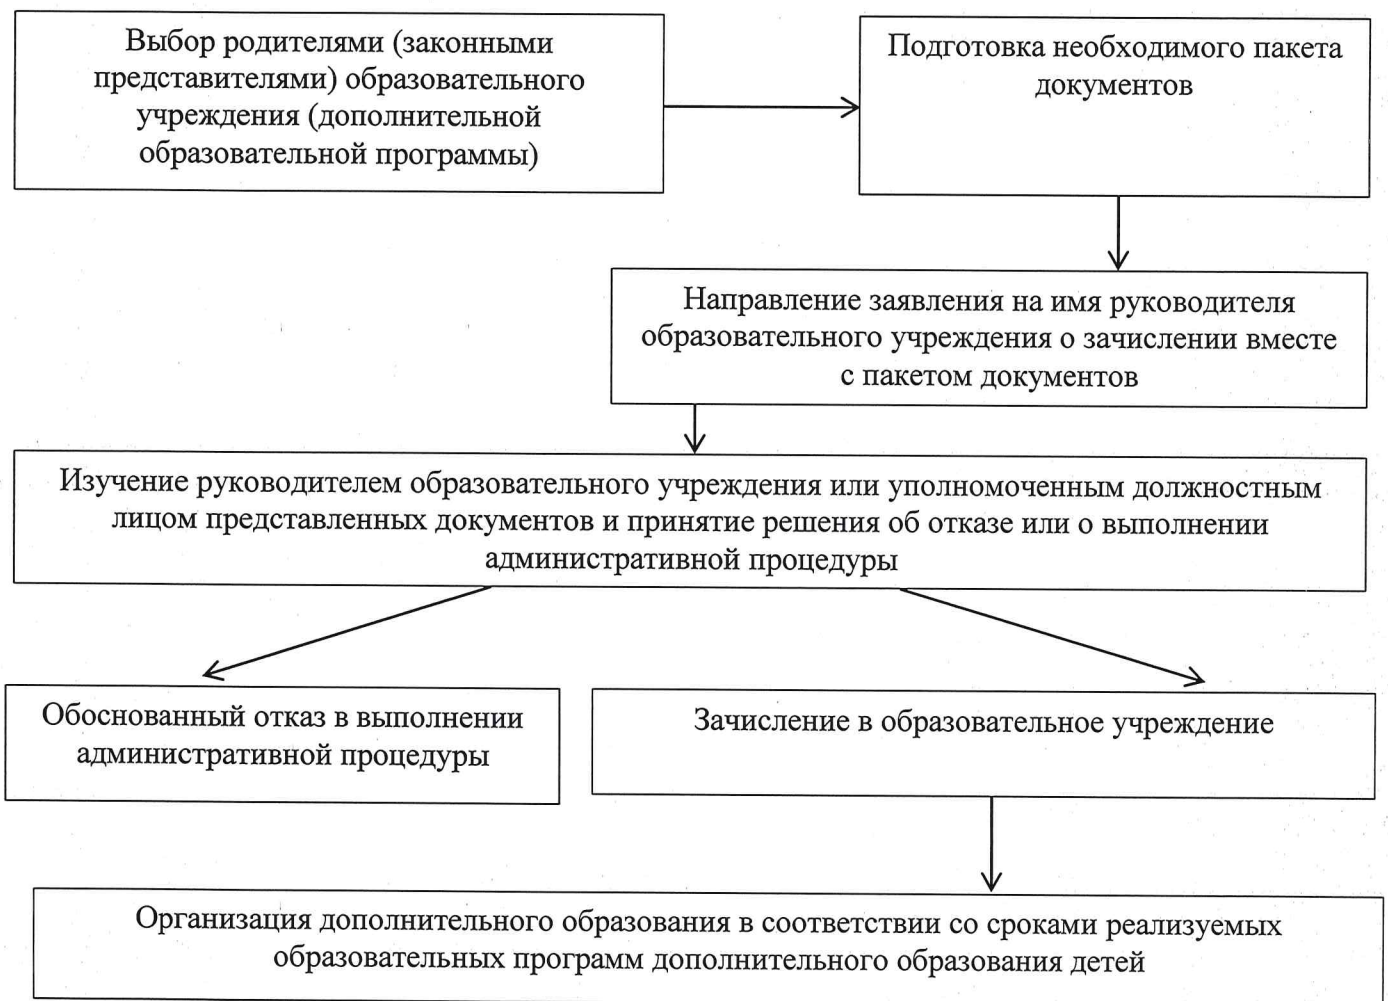 Выбор родителями (законными
представителями) образовательного
учреждения (дополнительной
образовательной программы)
Подготовка необходимого пакета
документов
Направление заявления на имя руководителя
образовательного учреждения о зачислении вместе
с пакетом документов
Изучение руководителем образовательного учреждения или уполномоченным должностным
лицом представленных документов и принятие решения об отказе или о выполнении
административной процедуры
Обоснованный отказ в выполнении
административной процедуры
Зачисление в образовательное учреждение
Организация дополнительного образования в соответствии со сроками реализуемых
образовательных программ дополнительного образования детей